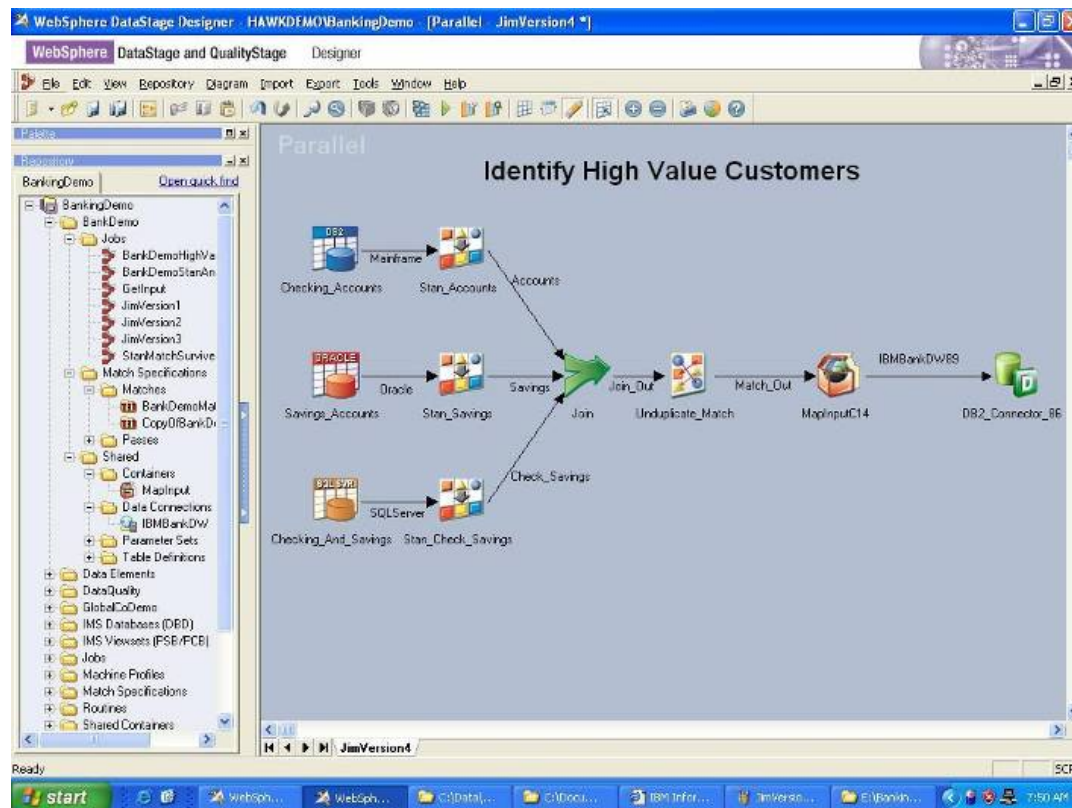 WebSphere DataStage Designer - HAWKDEMO\BankingDemo - [Parallel - JimVersion4 *]
WebSphere DataStage and QualityStage Designer
File Edit View Repository Diagram Import Export Tools Window Help
Palette
Repository
BankingDemo Open quick find
BankingDemo
BankDemo
Jobs
BankDemoHighVa
BankDemoStanAn
GetInput
JimVersion1
JimVersion2
JimVersion3
StanMatchSurvive
Match Specifications
Matches
BankDemoMat
CopyOfBankD
Passes
Shared
Containers
MapInput
Data Connections
IBMBankDW
Parameter Sets
Table Definitions
Data Elements
DataQuality
GlobalCoDemo
IMS Databases (DBD)
IMS Viewsets (PSB/PCB)
Jobs
Machine Profiles
Match Specifications
Routines
Shared Containers
Parallel
Identify High Value Customers
DB2
Mainframe
Accounts
Checking_Accounts Stan_Accounts
ORACLE
Oracle Savings Join_Out Match_Out IBMBankDW89
Savings_Accounts Stan_Savings Join Unduplicate_Match MapInputC14 DB2_Connector_86
D
SQL SVR
SQLServer
Check_Savings
Checking_And_Savings Stan_Check_Savings
JimVersion4
Ready SCP
start WebSph... WebSph... C:\Data\... C:\Docu... IBM Infor... JimVersio... E:\Bankin... 7:50 AM